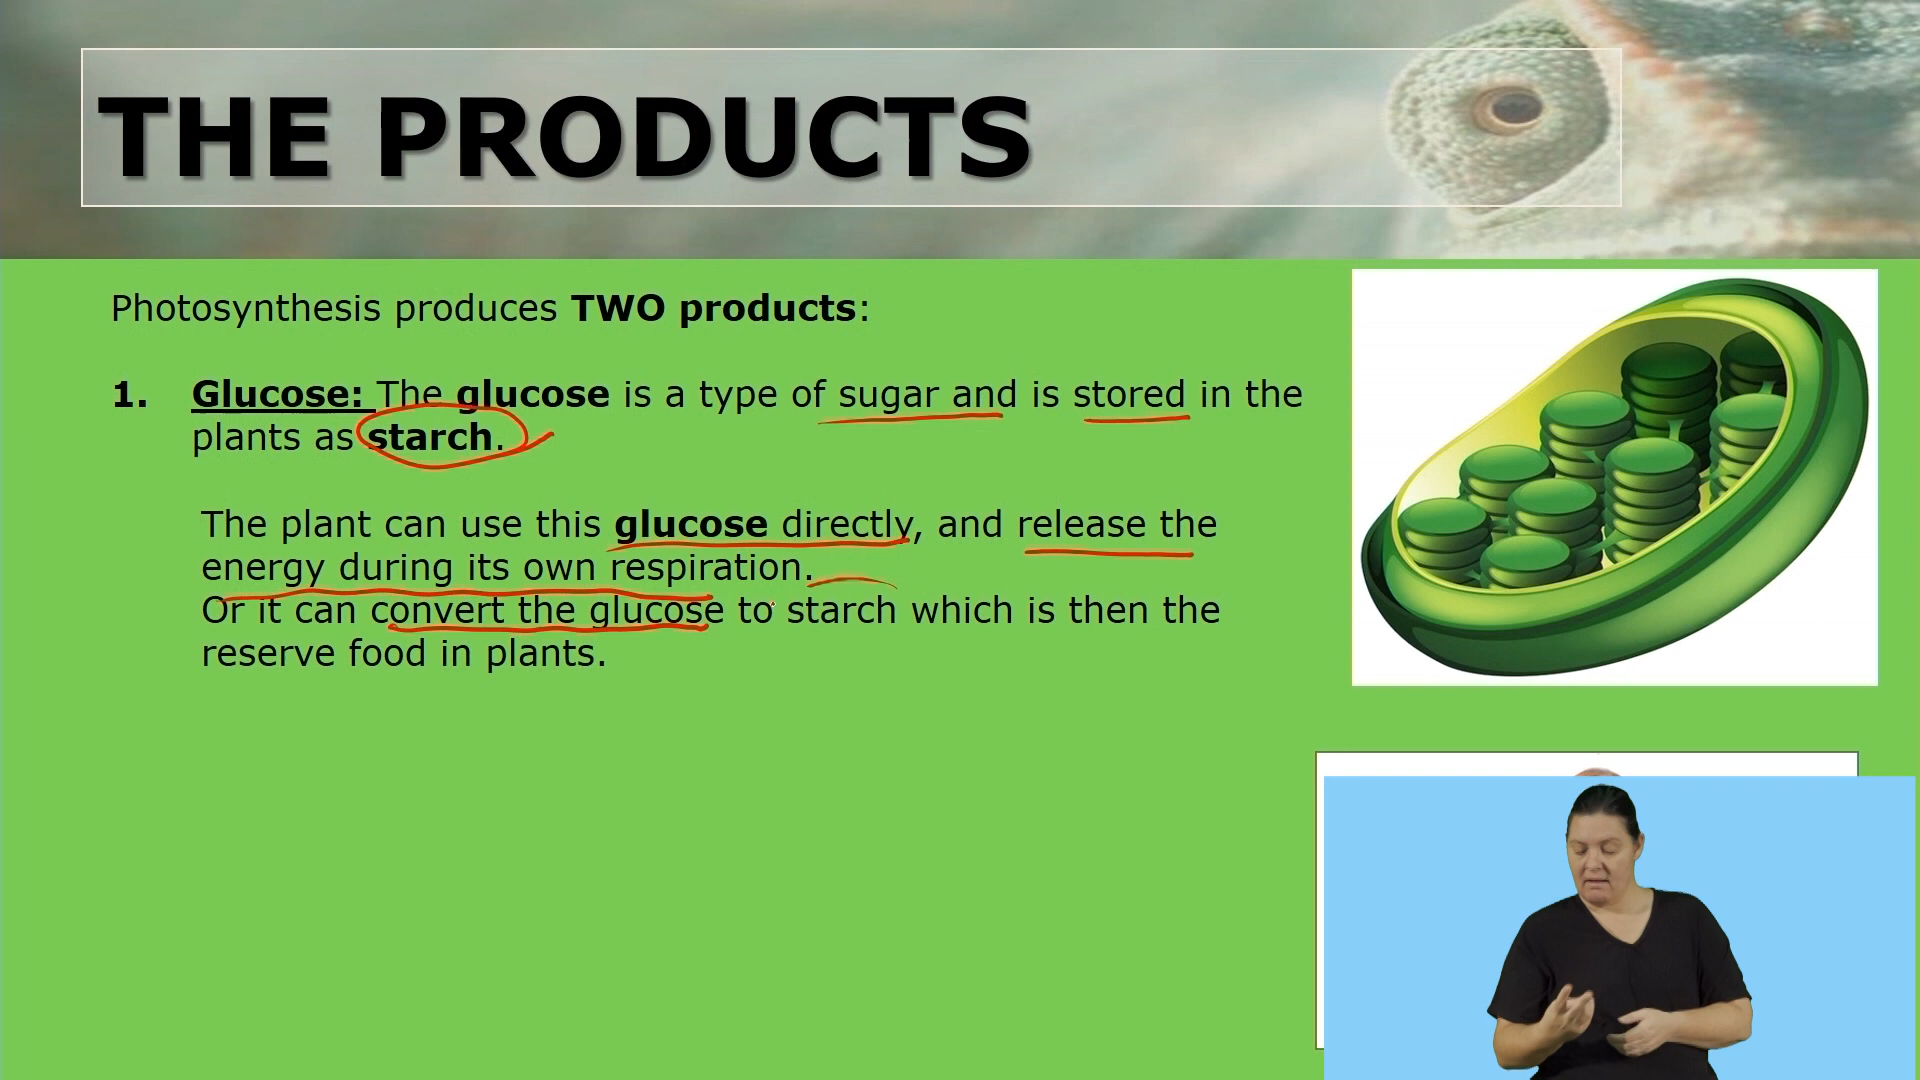 THE PRODUCTS
Photosynthesis produces TWO products:
1. Glucose: The glucose is a type of sugar and is stored in the
plants as starch.
The plant can use this glucose directly, and release the
energy during its own respiration.
Or it can convert the glucose to starch which is then the
reserve food in plants.